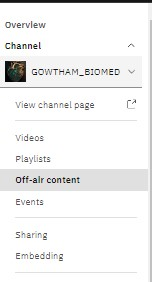 Overview
Channel
GOWTHAM_BIOMED
View channel page
Videos
Playlists
Off-air content
Events
Sharing
Embedding